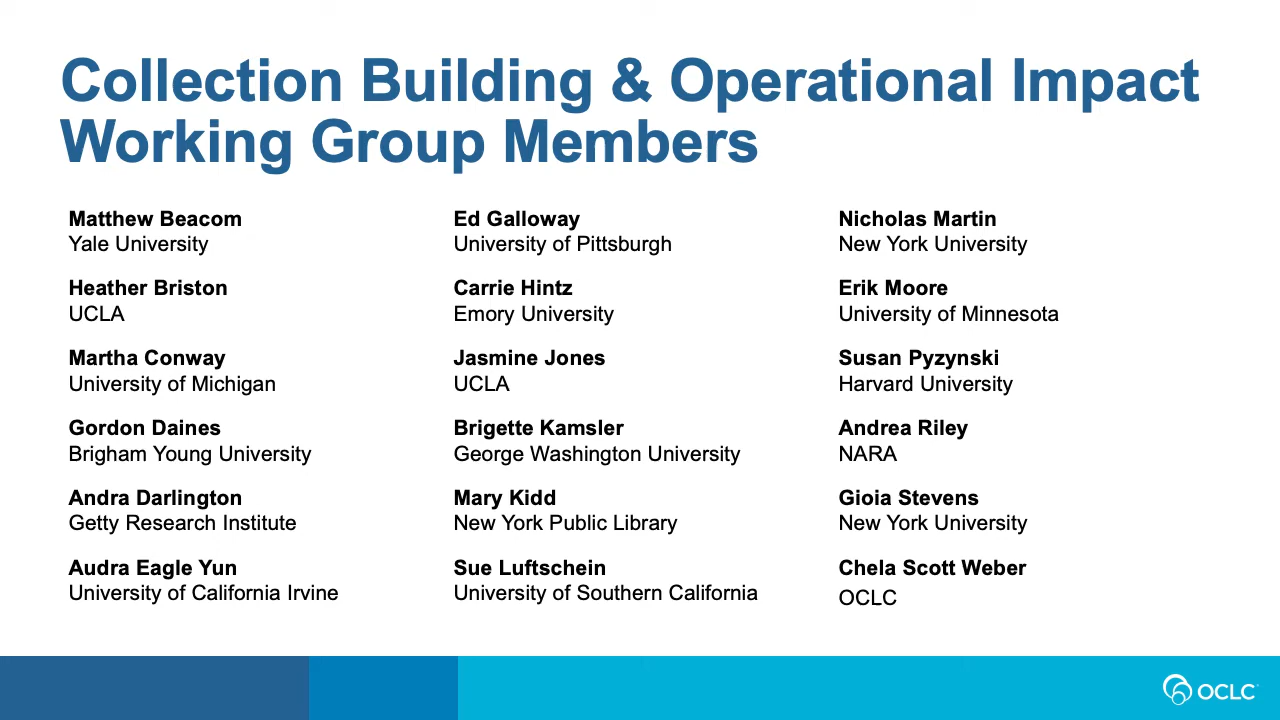 Collection Building & Operational Impact
Working Group Members
Matthew Beacom
Yale University
Heather Briston
UCLA
Martha Conway
University of Michigan
Gordon Daines
Brigham Young University
Andra Darlington
Getty Research Institute
Audra Eagle Yun
University of California Irvine
Ed Galloway
University of Pittsburgh
Carrie Hintz
Emory University
Jasmine Jones
UCLA
Brigette Kamsler
George Washington University
Mary Kidd
New York Public Library
Sue Luftschein
University of Southern California
Nicholas Martin
New York University
Erik Moore
University of Minnesota
Susan Pyzynski
Harvard University
Andrea Riley
NARA
Gioia Stevens
New York University
Chela Scott Weber
OCLC
OCLC